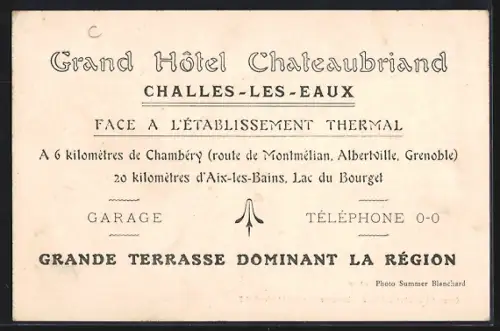 C
Grand Hôtel Chateaubriand
CHALLES-LES-EAUX
FACE A L'ÉTABLISSEMENT THERMAL
A 6 kilomètres de Chambéry (route de Montmélian, Albertville, Grenoble)
20 kilomètres d'Aix-les-Bains, Lac du Bourget
GARAGE TÉLÉPHONE 0-0
GRANDE TERRASSE DOMINANT LA RÉGION
Photo Summer Blanchard